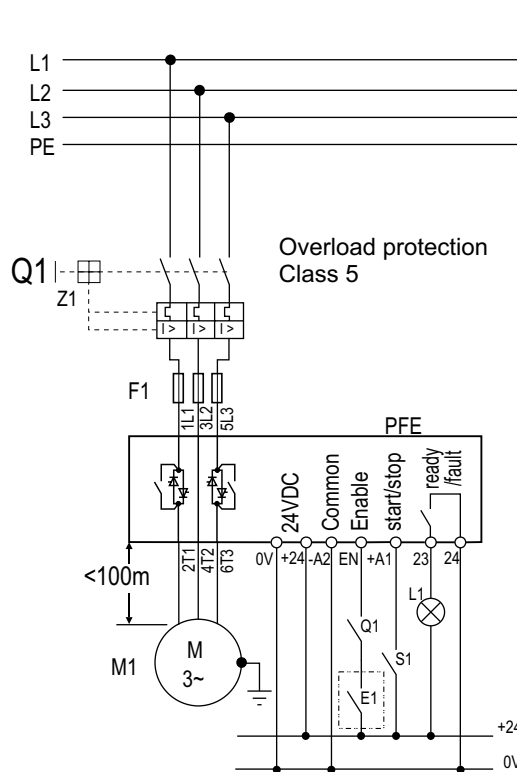 L1
L2
L3
PE
Q1
Z1
Overload protection
Class 5
I> I> I>
F1
1L1
3L2
5L3
PFE
24VDC
Common
Enable
start/stop
ready
/fault
<100m
2T1
4T2
6T3
0V +24 -A2 EN +A1 23 24
L1
Q1
S1
E1
M1
M
3~
+24
0V